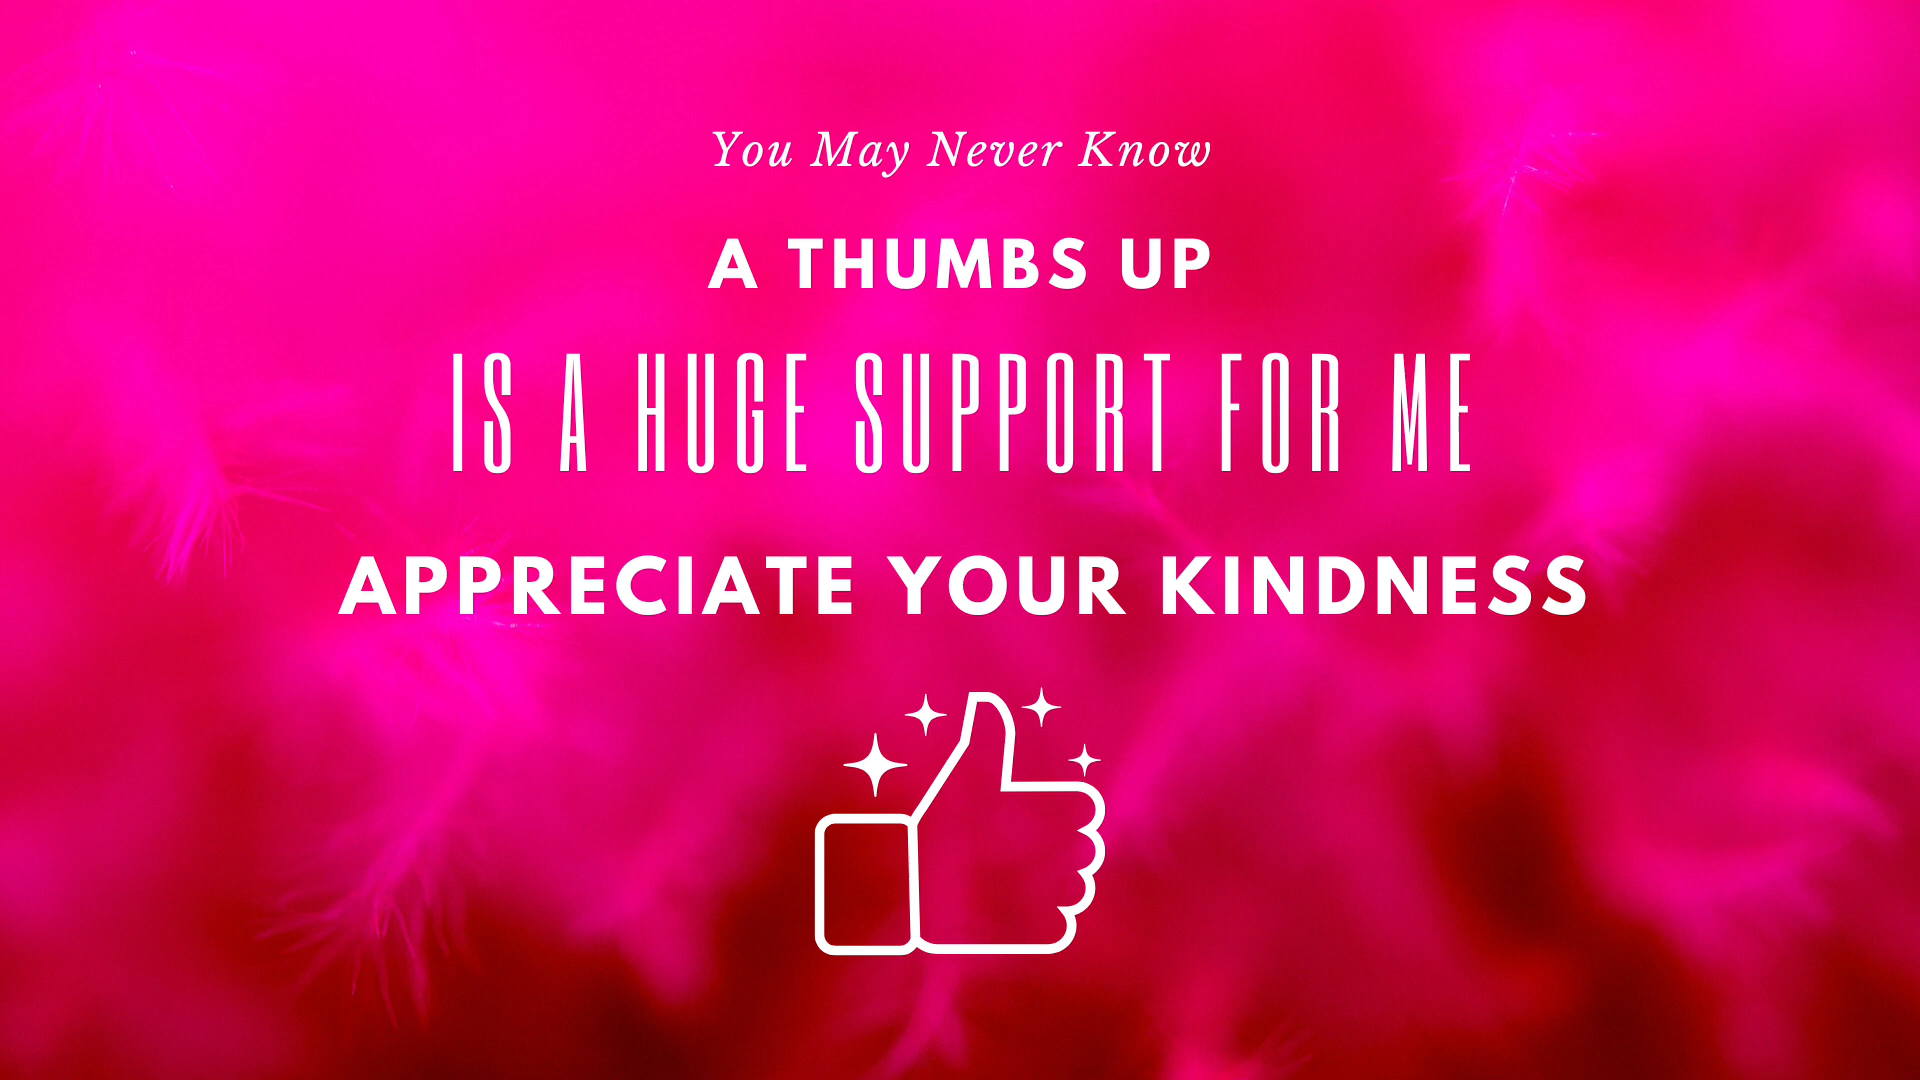 You May Never Know
A THUMBS UP
IS A HUGE SUPPORT FOR ME
APPRECIATE YOUR KINDNESS